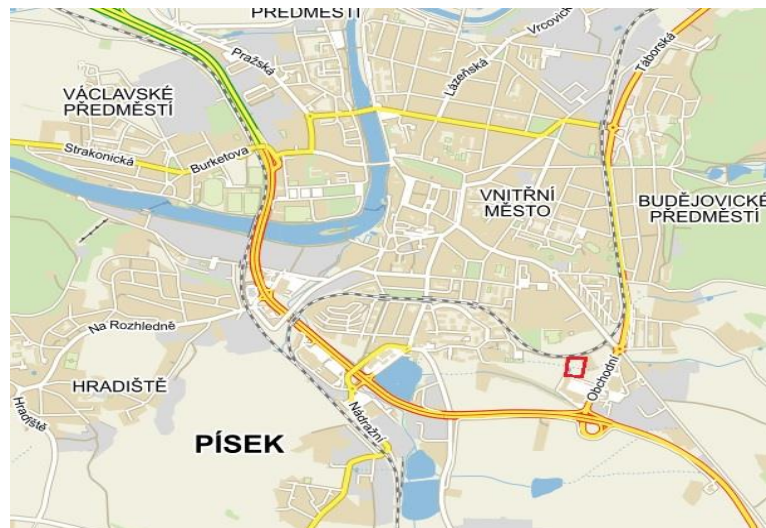 PŘEDMĚSTÍ
Pražská
Vrcovick
Lázeňská
Táborská
VÁCLAVSKÉ
PŘEDMĚSTÍ
Strakonická
Burketova
VNITŘNÍ
MĚSTO
BUDĚJOVICKÉ
PŘEDMĚSTÍ
Na Rozhledně
HRADIŠTĚ
Obchodní
Hradiště
Nádražní
PÍSEK